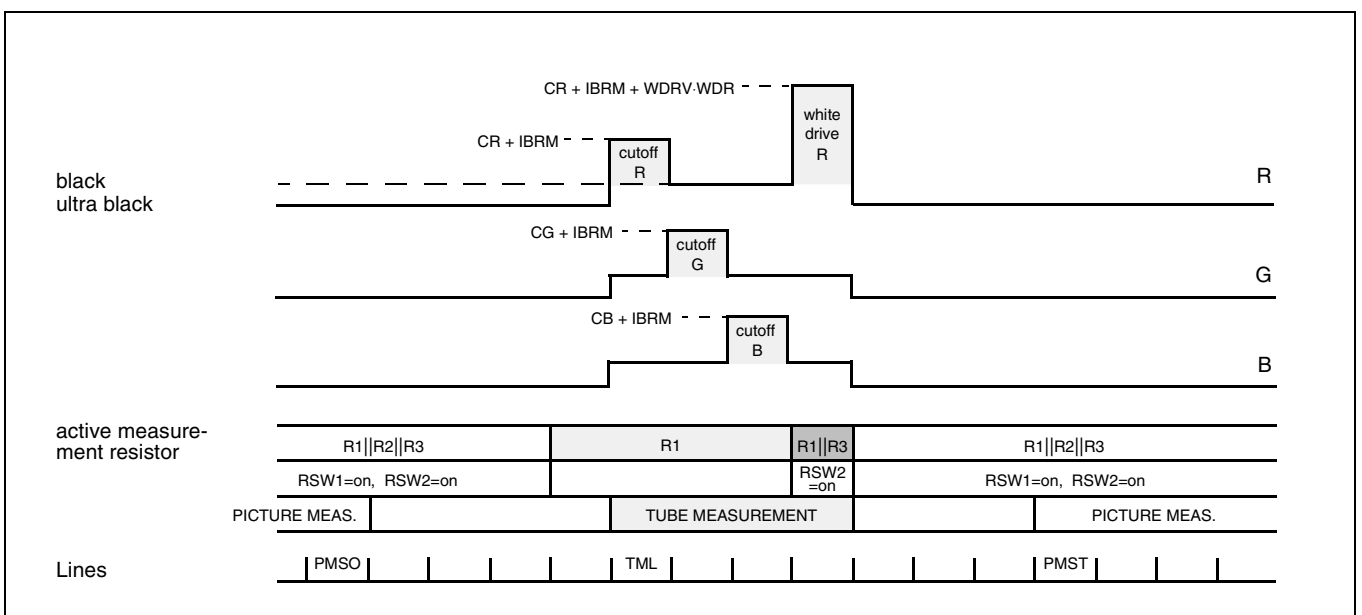 CR + IBRM + WDRV·WDR
white
drive
R
CR + IBRM
cutoff
R
black
ultra black
R
CG + IBRM
cutoff
G
G
CB + IBRM
cutoff
B
B
active measure-
ment resistor
R1||R2||R3 R1 R1||R3 R1||R2||R3
RSW1=on, RSW2=on RSW2
=on RSW1=on, RSW2=on
PICTURE MEAS. TUBE MEASUREMENT PICTURE MEAS.
Lines PMSO TML PMST